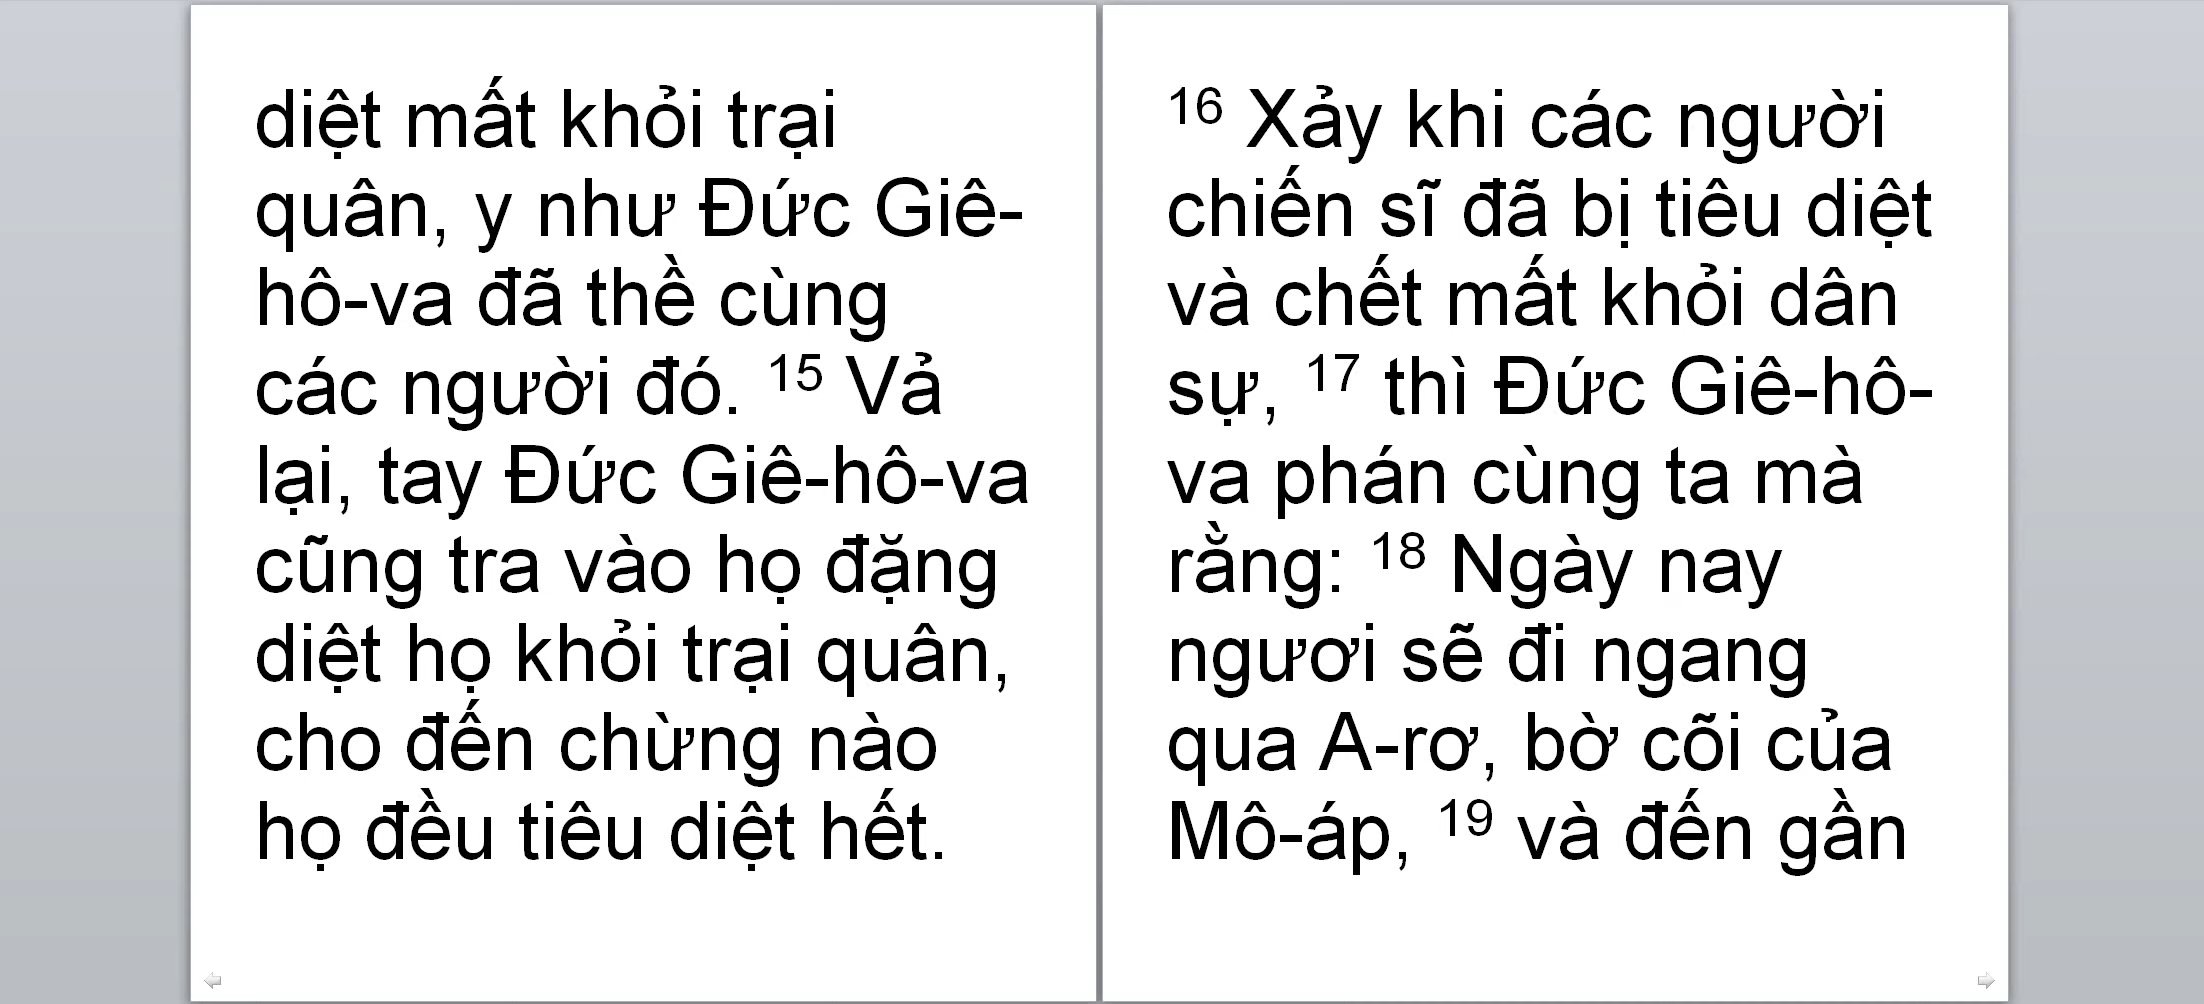 diệt mất khỏi trại
quân, y như Đức Giê-
hô-va đã thề cùng
các người đó. 15 Vả
lại, tay Đức Giê-hô-va
cũng tra vào họ đặng
diệt họ khỏi trại quân,
cho đến chừng nào
họ đều tiêu diệt hết.
16 Xảy khi các người
chiến sĩ đã bị tiêu diệt
và chết mất khỏi dân
sự, 17 thì Đức Giê-hô-
va phán cùng ta mà
rằng: 18 Ngày nay
ngươi sẽ đi ngang
qua A-rơ, bờ cõi của
Mô-áp, 19 và đến gần